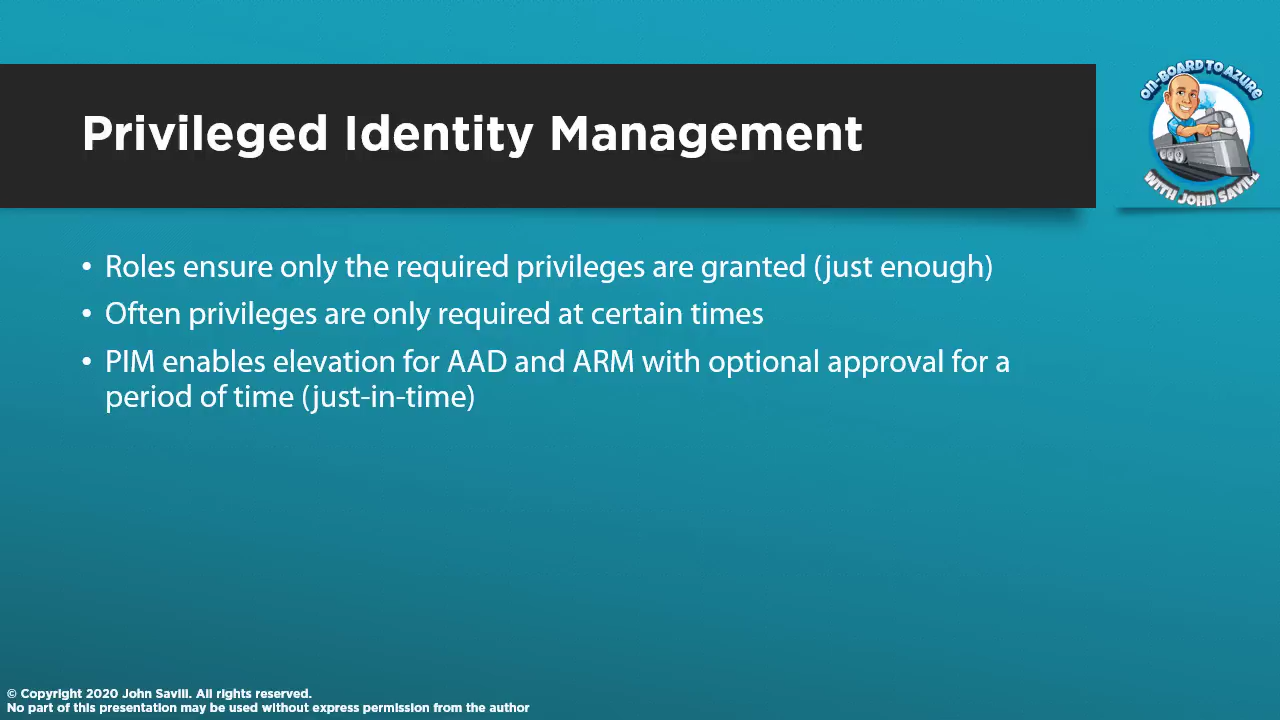 Privileged Identity Management
ON-BOARD TO AZURE
WITH JOHN SAVILL
• Roles ensure only the required privileges are granted (just enough)
• Often privileges are only required at certain times
• PIM enables elevation for AAD and ARM with optional approval for a
period of time (just-in-time)
© Copyright 2020 John Savill. All rights reserved.
No part of this presentation may be used without express permission from the author